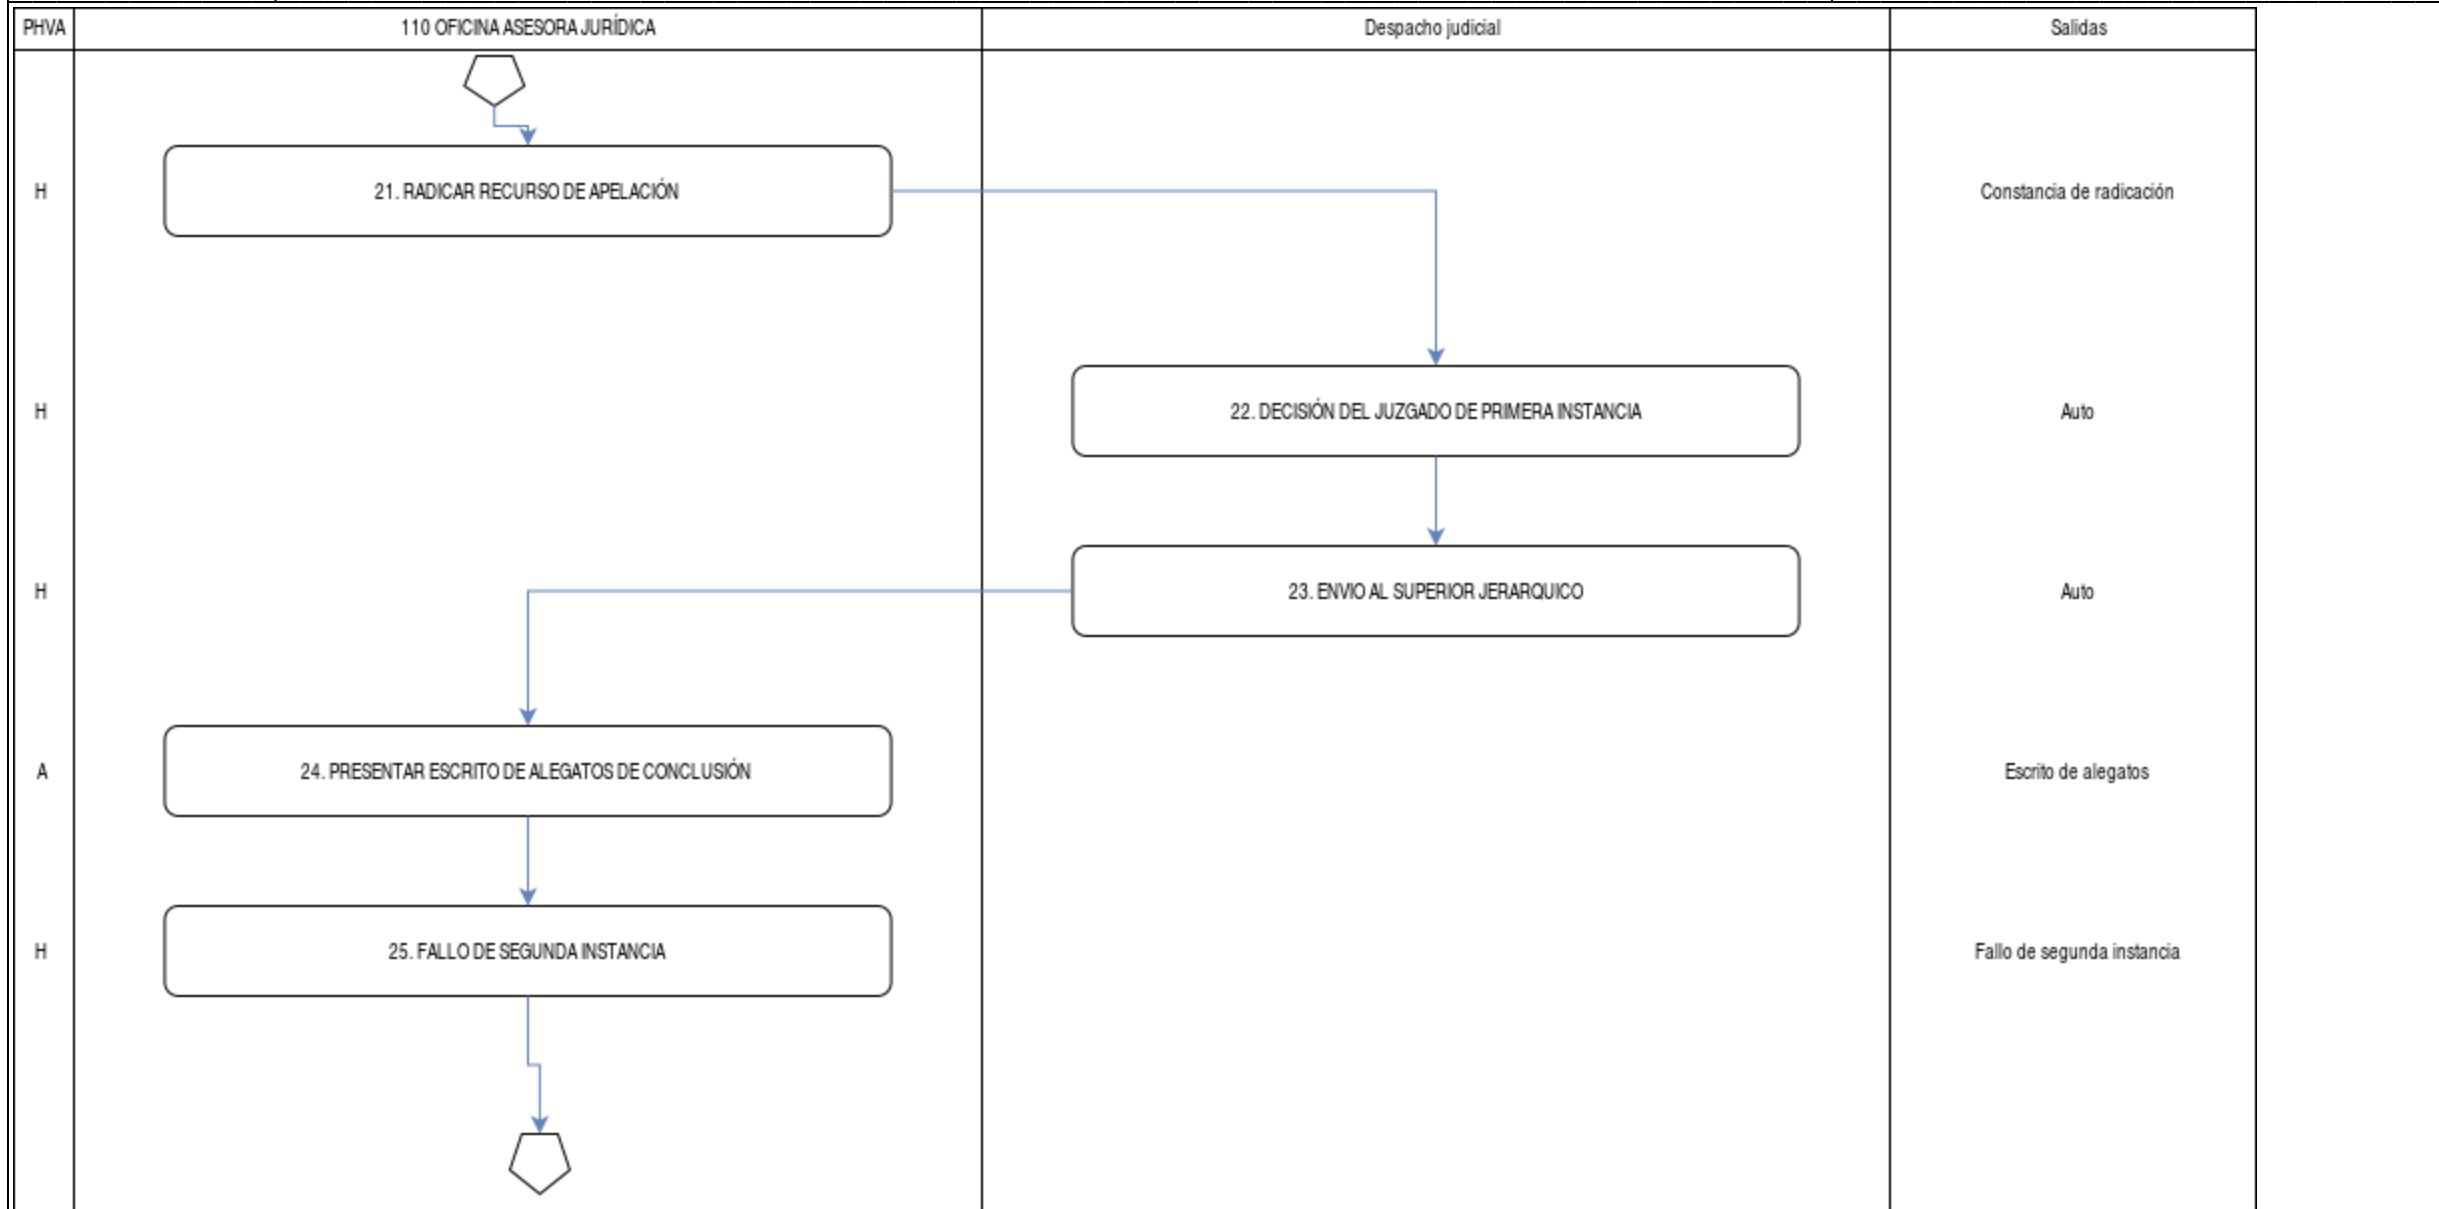 PHVA
110 OFICINA ASESORA JURÍDICA
Despacho judicial
Salidas
H
21. RADICAR RECURSO DE APELACIÓN
Constancia de radicación
H
22. DECISIÓN DEL JUZGADO DE PRIMERA INSTANCIA
Auto
H
23. ENVIO AL SUPERIOR JERARQUICO
Auto
A
24. PRESENTAR ESCRITO DE ALEGATOS DE CONCLUSIÓN
Escrito de alegatos
H
25. FALLO DE SEGUNDA INSTANCIA
Fallo de segunda instancia